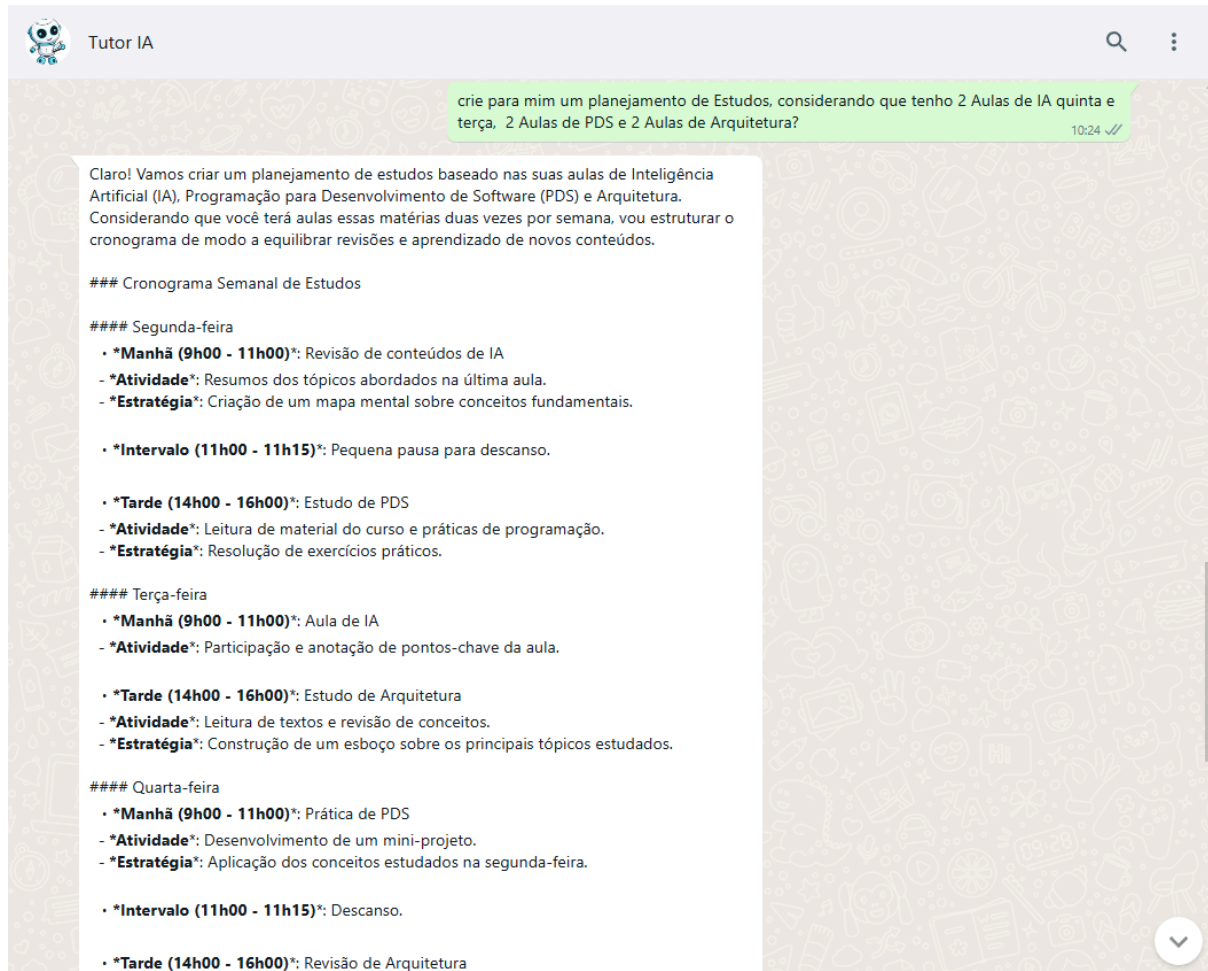 Tutor IA
crie para mim um planejamento de Estudos, considerando que tenho 2 Aulas de IA quinta e
terça,  2 Aulas de PDS e 2 Aulas de Arquitetura?
10:24
Claro! Vamos criar um planejamento de estudos baseado nas suas aulas de Inteligência
Artificial (IA), Programação para Desenvolvimento de Software (PDS) e Arquitetura.
Considerando que você terá aulas essas matérias duas vezes por semana, vou estruturar o
cronograma de modo a equilibrar revisões e aprendizado de novos conteúdos.
### Cronograma Semanal de Estudos
#### Segunda-feira
• *Manhã (9h00 - 11h00)*: Revisão de conteúdos de IA
- *Atividade*: Resumos dos tópicos abordados na última aula.
- *Estratégia*: Criação de um mapa mental sobre conceitos fundamentais.
• *Intervalo (11h00 - 11h15)*: Pequena pausa para descanso.
• *Tarde (14h00 - 16h00)*: Estudo de PDS
- *Atividade*: Leitura de material do curso e práticas de programação.
- *Estratégia*: Resolução de exercícios práticos.
#### Terça-feira
• *Manhã (9h00 - 11h00)*: Aula de IA
- *Atividade*: Participação e anotação de pontos-chave da aula.
• *Tarde (14h00 - 16h00)*: Estudo de Arquitetura
- *Atividade*: Leitura de textos e revisão de conceitos.
- *Estratégia*: Construção de um esboço sobre os principais tópicos estudados.
#### Quarta-feira
• *Manhã (9h00 - 11h00)*: Prática de PDS
- *Atividade*: Desenvolvimento de um mini-projeto.
- *Estratégia*: Aplicação dos conceitos estudados na segunda-feira.
• *Intervalo (11h00 - 11h15)*: Descanso.
• *Tarde (14h00 - 16h00)*: Revisão de Arquitetura